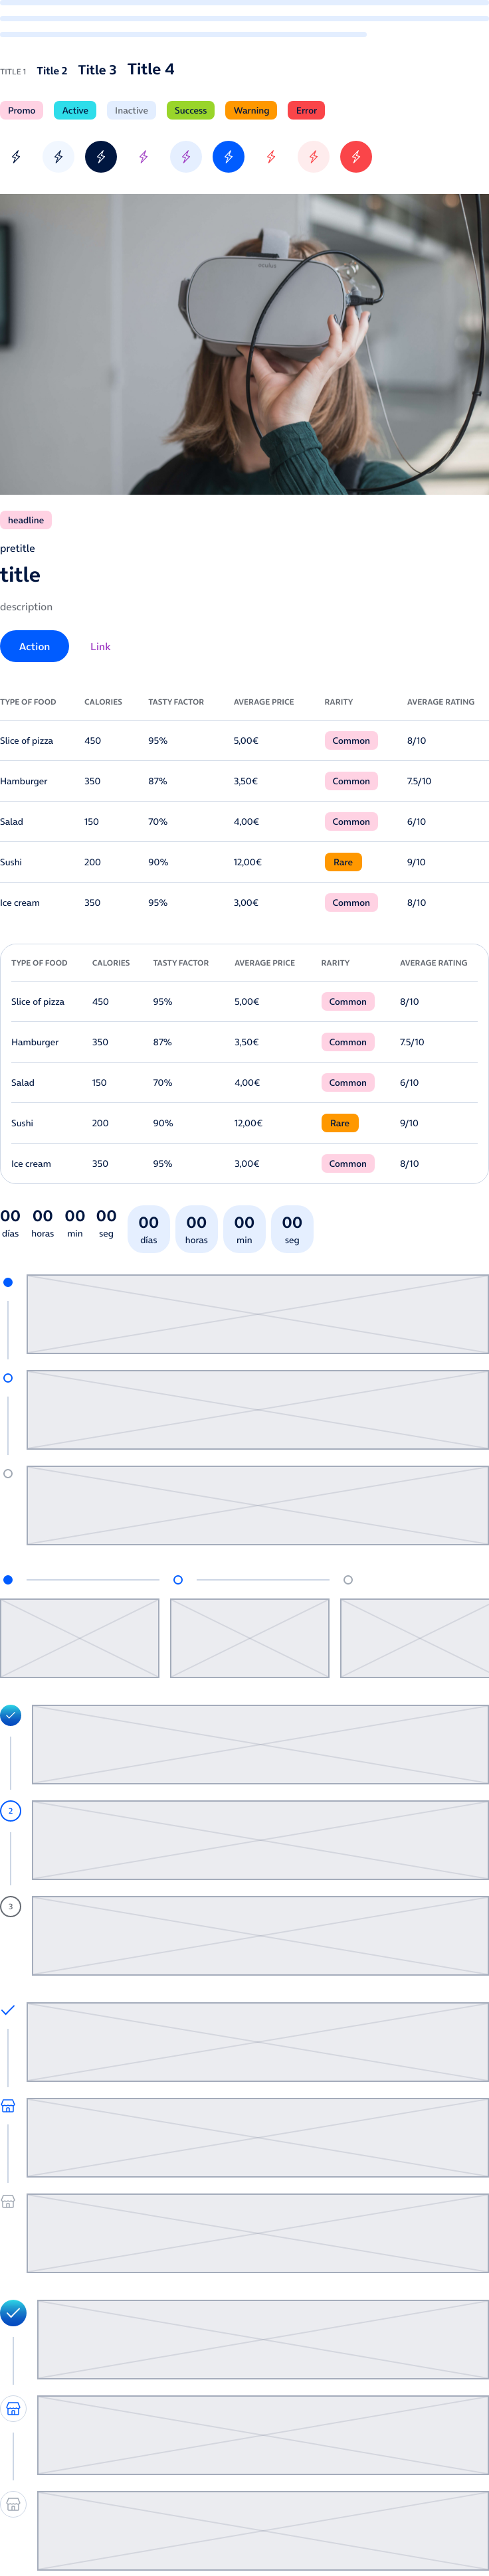 TITLE 1 Title 2 Title 3 Title 4
Promo Active Inactive Success Warning Error
oculus
headline
pretitle
title
description
Action Link
TYPE OF FOOD CALORIES TASTY FACTOR AVERAGE PRICE RARITY AVERAGE RATING
Slice of pizza 450 95% 5,00€ Common 8/10
Hamburger 350 87% 3,50€ Common 7.5/10
Salad 150 70% 4,00€ Common 6/10
Sushi 200 90% 12,00€ Rare 9/10
Ice cream 350 95% 3,00€ Common 8/10
TYPE OF FOOD CALORIES TASTY FACTOR AVERAGE PRICE RARITY AVERAGE RATING
Slice of pizza 450 95% 5,00€ Common 8/10
Hamburger 350 87% 3,50€ Common 7.5/10
Salad 150 70% 4,00€ Common 6/10
Sushi 200 90% 12,00€ Rare 9/10
Ice cream 350 95% 3,00€ Common 8/10
00 00 00 00 00 00 00 00
días horas min seg días horas min seg
2
3